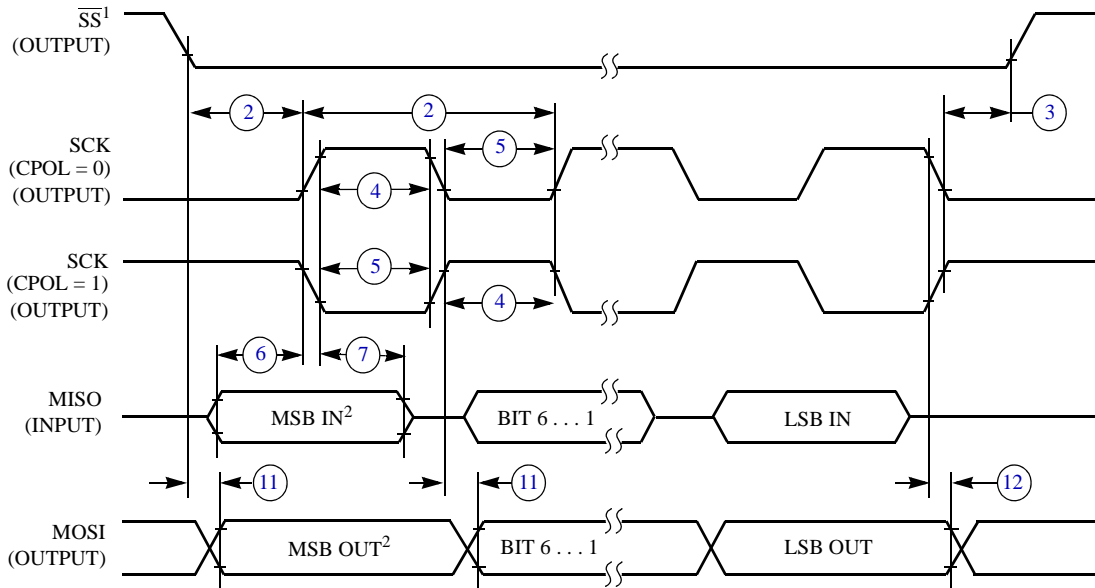 SS¹
(OUTPUT)
2
2
3
SCK
(CPOL = 0)
(OUTPUT)
5
4
SCK
(CPOL = 1)
(OUTPUT)
5
4
6
7
MISO
(INPUT)
MSB IN²
BIT 6 . . . 1
LSB IN
11
11
12
MOSI
(OUTPUT)
MSB OUT²
BIT 6 . . . 1
LSB OUT